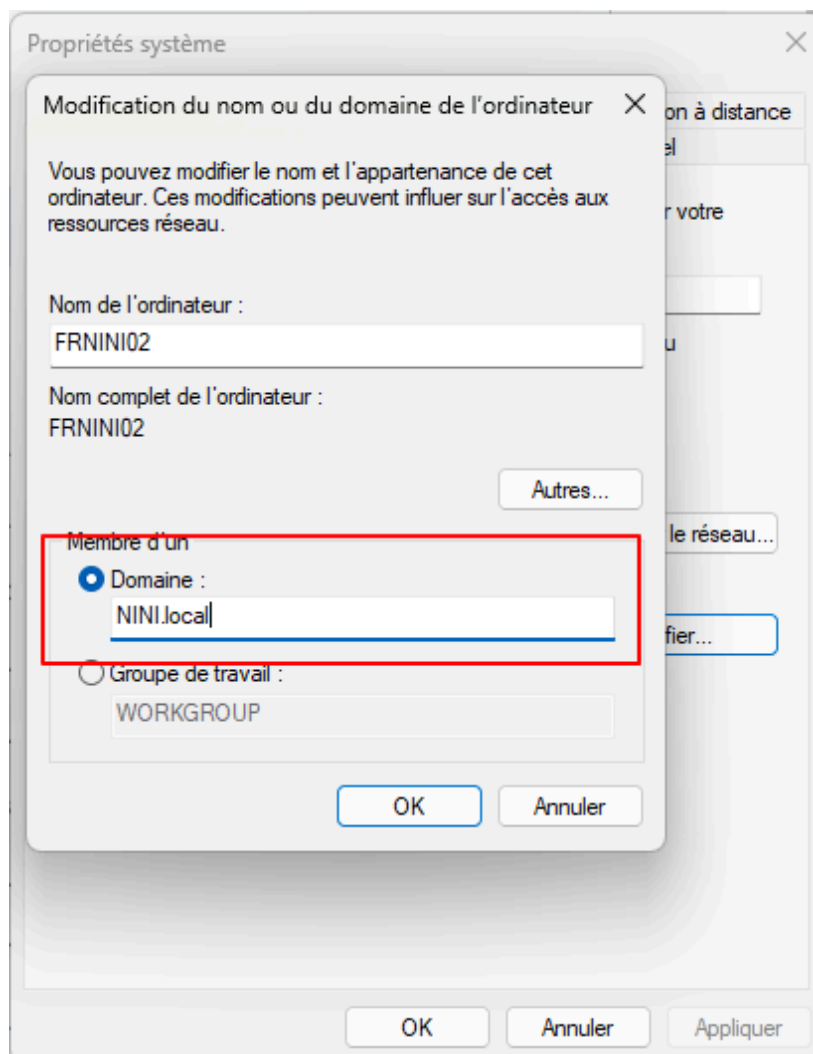 Propriétés système
Modification du nom ou du domaine de l'ordinateur
on à distance
el
Vous pouvez modifier le nom et l'appartenance de cet
ordinateur. Ces modifications peuvent influer sur l'accès aux
ressources réseau.
r votre
Nom de l'ordinateur :
FRNINI02
u
Nom complet de l'ordinateur :
FRNINI02
Autres...
Membre d'un
le réseau...
Domaine :
NINI.local
fier...
Groupe de travail :
WORKGROUP
OK
Annuler
OK
Annuler
Appliquer